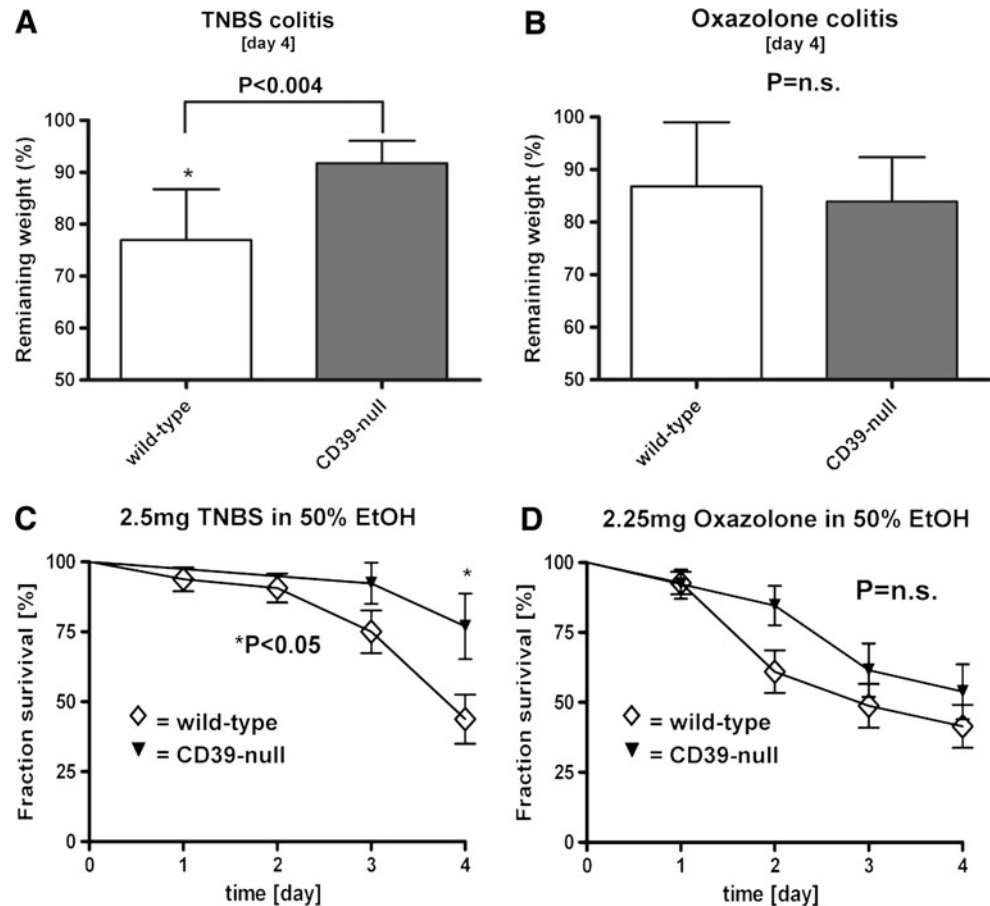 A
TNBS colitis
[day 4]
P<0.004
Remianing weight (%)
100
90
80
70
60
50
*
wild-type
CD39-null
B
Oxazolone colitis
[day 4]
P=n.s.
Remaining weight (%)
100
90
80
70
60
50
wild-type
CD39-null
C
2.5mg TNBS in 50% EtOH
Fraction survival [%]
100
75
50
25
0
*
*P<0.05
= wild-type
= CD39-null
0 1 2 3 4
time [day]
D
2.25mg Oxazolone in 50% EtOH
Fraction survival [%]
100
75
50
25
0
P=n.s.
= wild-type
= CD39-null
0 1 2 3 4
time [day]